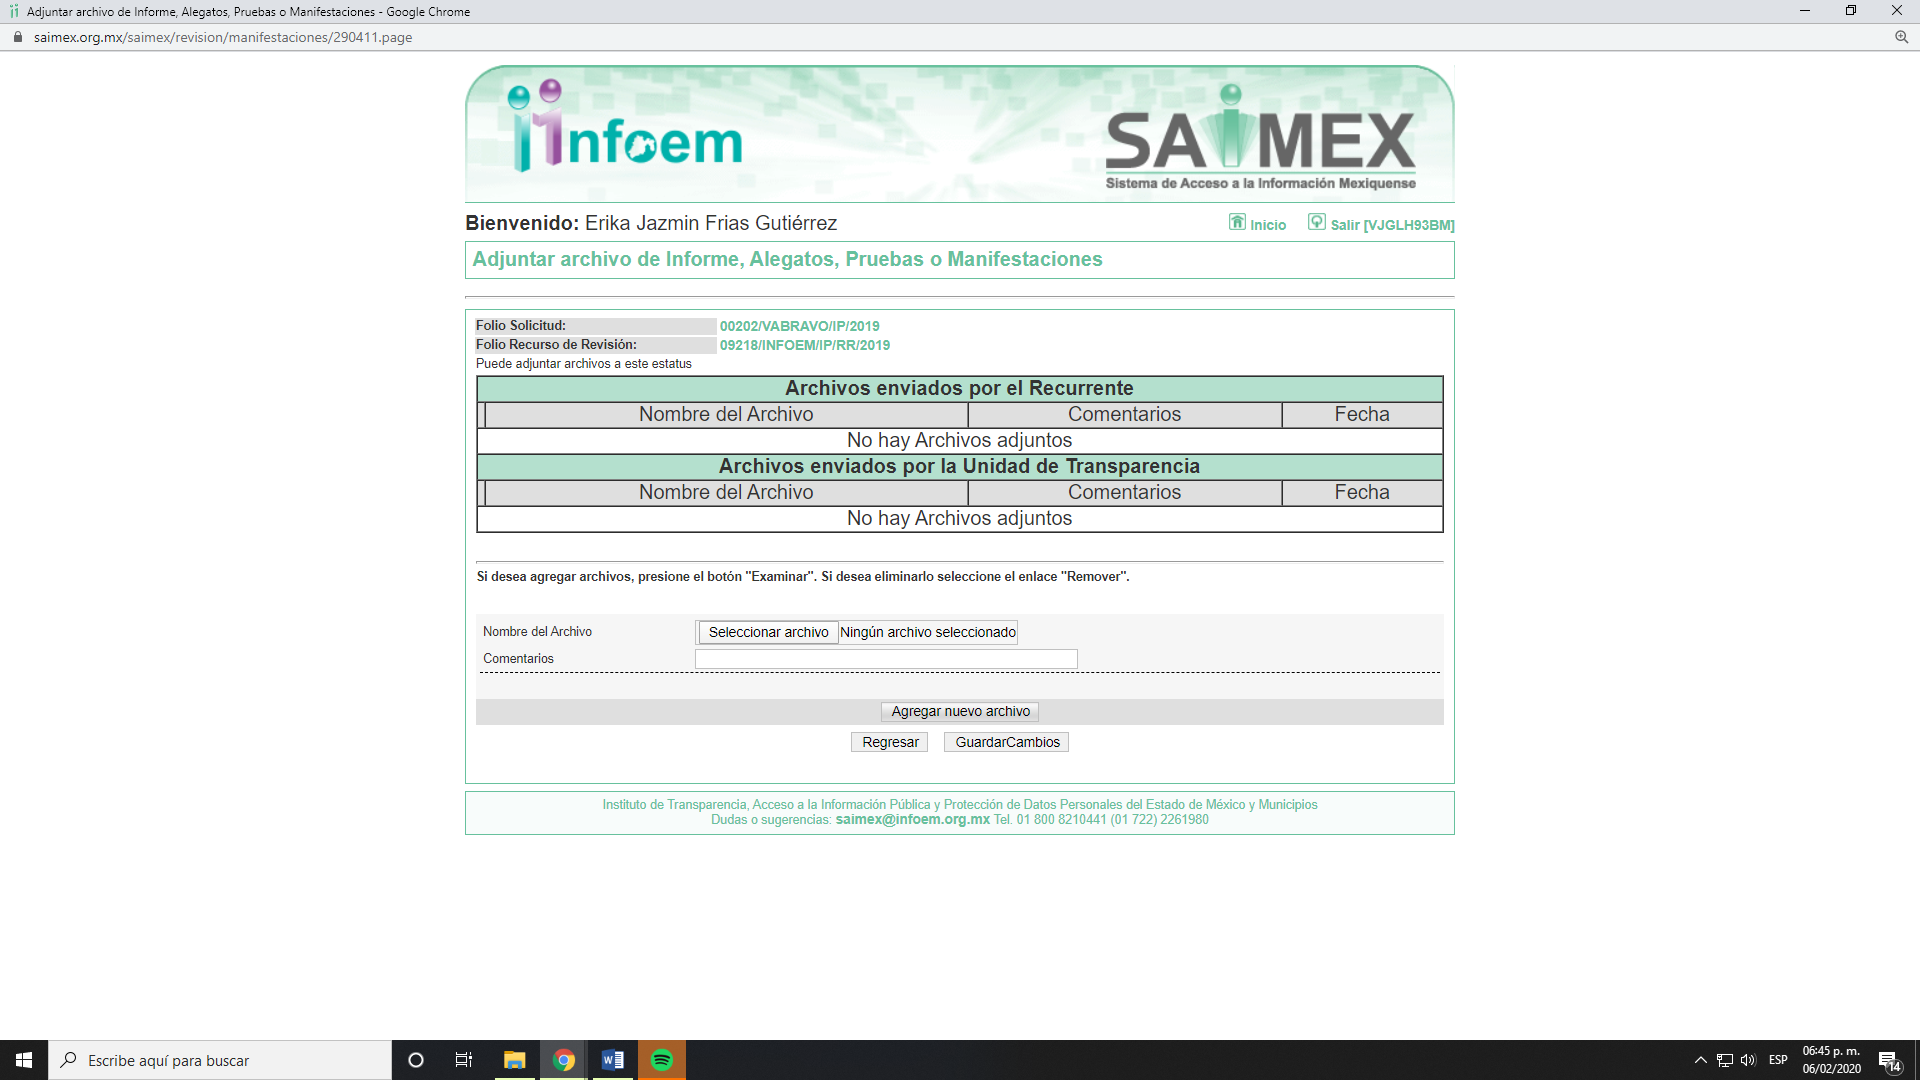 Adjuntar archivo de Informe, Alegatos, Pruebas o Manifestaciones - Google Chrome
saimex.org.mx/saimex/revision/manifestaciones/290411.page
infoem
SAIMEX
Sistema de Acceso a la Información Mexiquense
Bienvenido: Erika Jazmin Frias Gutiérrez
Inicio Salir [VJGLH93BM]
Adjuntar archivo de Informe, Alegatos, Pruebas o Manifestaciones
Folio Solicitud: 00202/VABRAVO/IP/2019
Folio Recurso de Revisión: 09218/INFOEM/IP/RR/2019
Puede adjuntar archivos a este estatus
Archivos enviados por el Recurrente
Nombre del Archivo Comentarios Fecha
No hay Archivos adjuntos
Archivos enviados por la Unidad de Transparencia
Nombre del Archivo Comentarios Fecha
No hay Archivos adjuntos
Si desea agregar archivos, presione el botón "Examinar". Si desea eliminarlo seleccione el enlace "Remover".
Nombre del Archivo Seleccionar archivo Ningún archivo seleccionado
Comentarios
Agregar nuevo archivo
Regresar GuardarCambios
Instituto de Transparencia, Acceso a la Información Pública y Protección de Datos Personales del Estado de México y Municipios
Dudas o sugerencias: saimex@infoem.org.mx Tel. 01 800 8210441 (01 722) 2261980
Escribe aquí para buscar
ESP
06:45 p. m.
06/02/2020
14